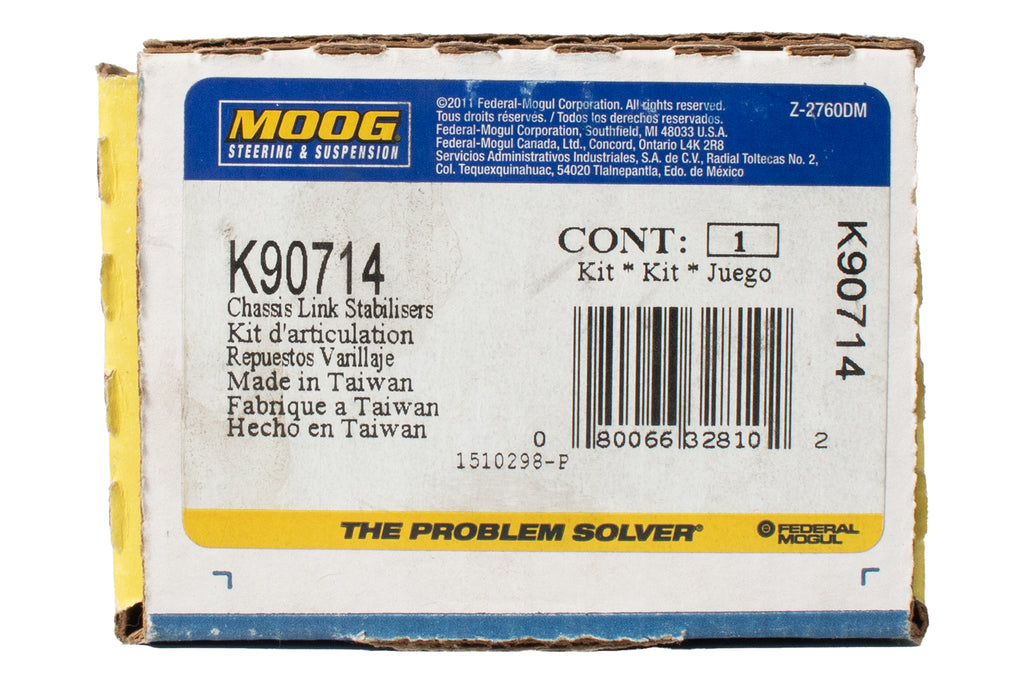 MOOG
STEERING & SUSPENSION
©2011 Federal-Mogul Corporation. All rights reserved.
Tous droits réservés. / Todos los derechos reservados.
Federal-Mogul Corporation, Southfield, MI 48033 U.S.A.
Federal-Mogul Canada, Ltd., Concord, Ontario L4K 2R8
Servicios Administrativos Industriales, S.A. de C.V., Radial Toltecas No. 2,
Col. Tequexquinahuac, 54020 Tlalnepantla, Edo. de México
Z-2760DM
K90714
Chassis Link Stabilisers
Kit d'articulation
Repuestos Varillaje
Made in Taiwan
Fabrique a Taiwan
Hecho en Taiwan
CONT: 1
Kit * Kit * Juego
0 80066 32810 2
1510298-P
K90714
THE PROBLEM SOLVER®
FEDERAL
MOGUL